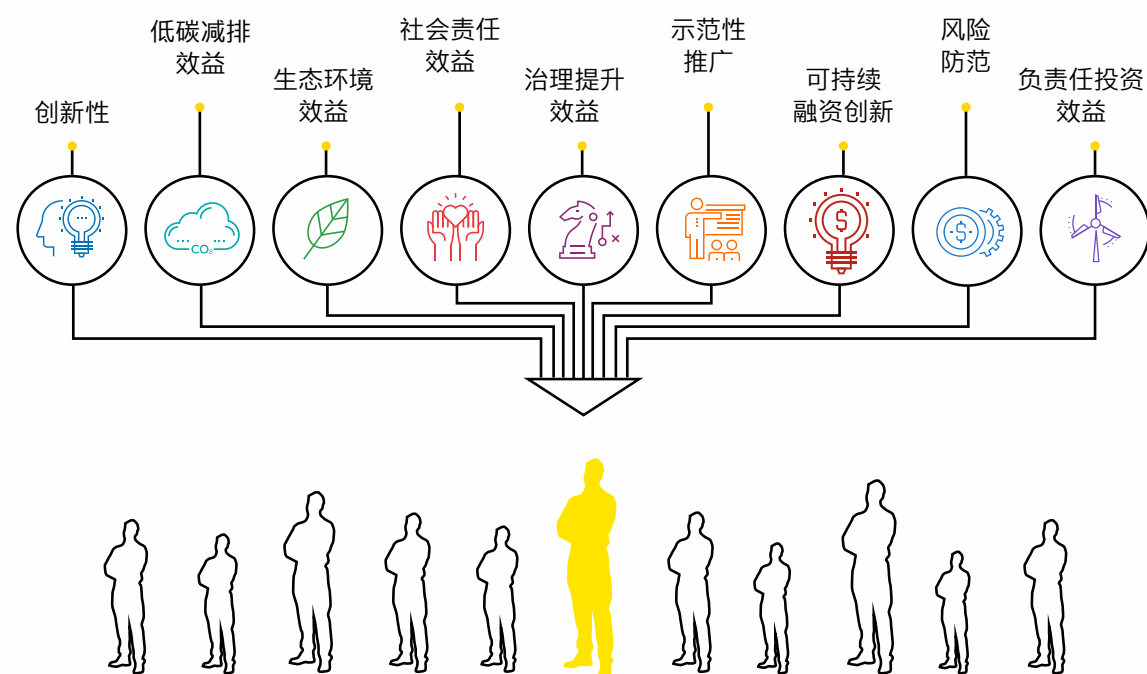 创新性
低碳减排
效益
生态环境
效益
社会责任
效益
治理提升
效益
示范性
推广
可持续
融资创新
风险
防范
负责任投资
效益
CO₂
$
$